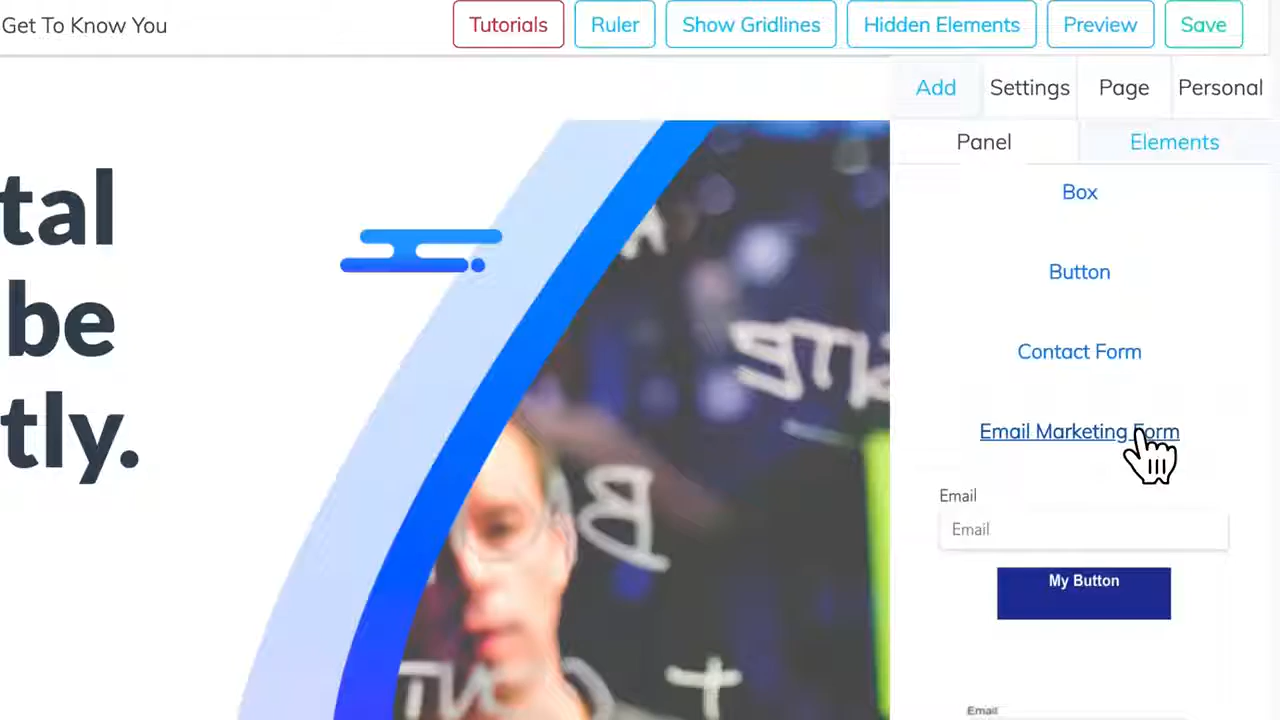 Get To Know You
Tutorials
Ruler
Show Gridlines
Hidden Elements
Preview
Save
Add
Settings
Page
Personal
Panel
Elements
tal
be
tly.
Box
Button
Contact Form
Email Marketing Form
Email
Email
My Button
Email